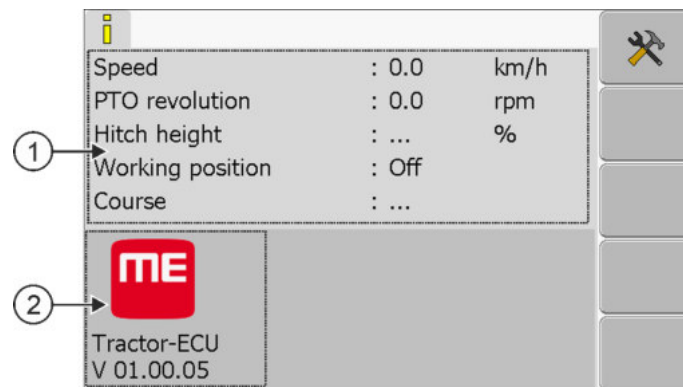 i
Speed : 0.0 km/h
PTO revolution : 0.0 rpm
Hitch height : ... %
1
Working position : Off
Course : ...
ME
2
Tractor-ECU
V 01.00.05